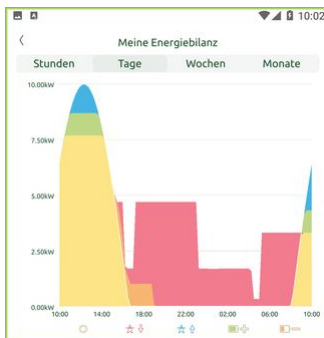 10:02
Meine Energiebilanz
Stunden Tage Wochen Monate
10.00kW
7.50kW
5.00kW
2.50kW
0.00kW
10:00 14:00 18:00 22:00 02:00 06:00 10:00